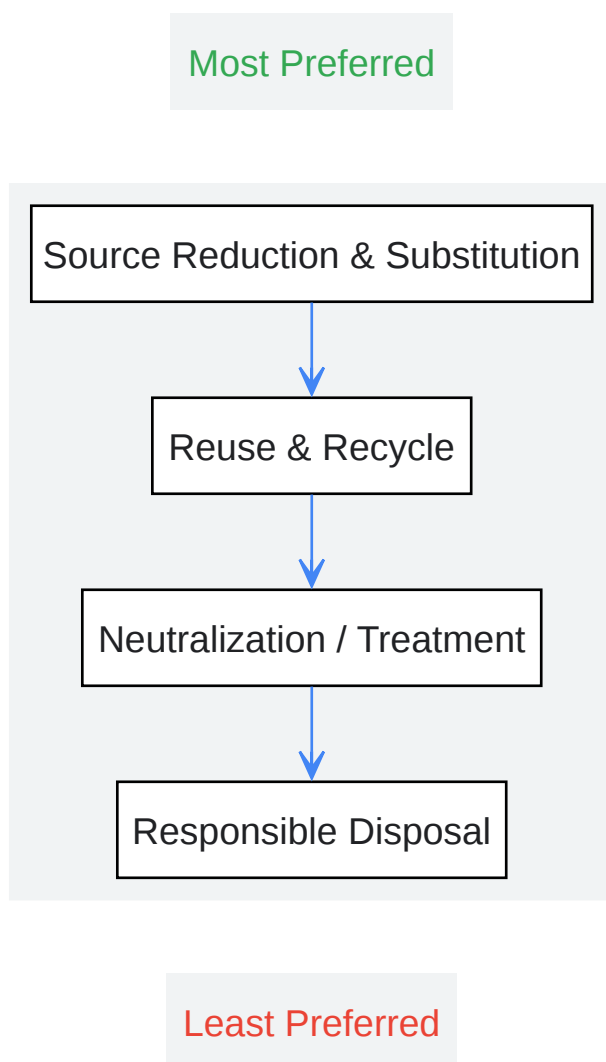 Most Preferred
Source Reduction & Substitution
Reuse & Recycle
Neutralization / Treatment
Responsible Disposal
Least Preferred